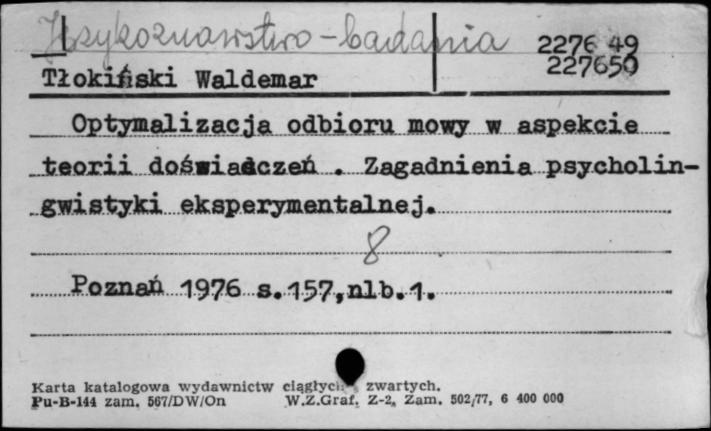 Językoznawstwo - badania
2276 49
227650
Tłokiński Waldemar
Optymalizacja odbioru mowy w aspekcie
teorii doświadczeń . Zagadnienia psycholin-
gwistyki eksperymentalnej.
8
Poznań 1976 s.157,nlb.1.
Karta katalogowa wydawnictw ciągłych, zwartych.
Pu-B-144 zam. 567/DW/On W.Z.Graf. Z-2, Zam. 502/77, 6 400 000